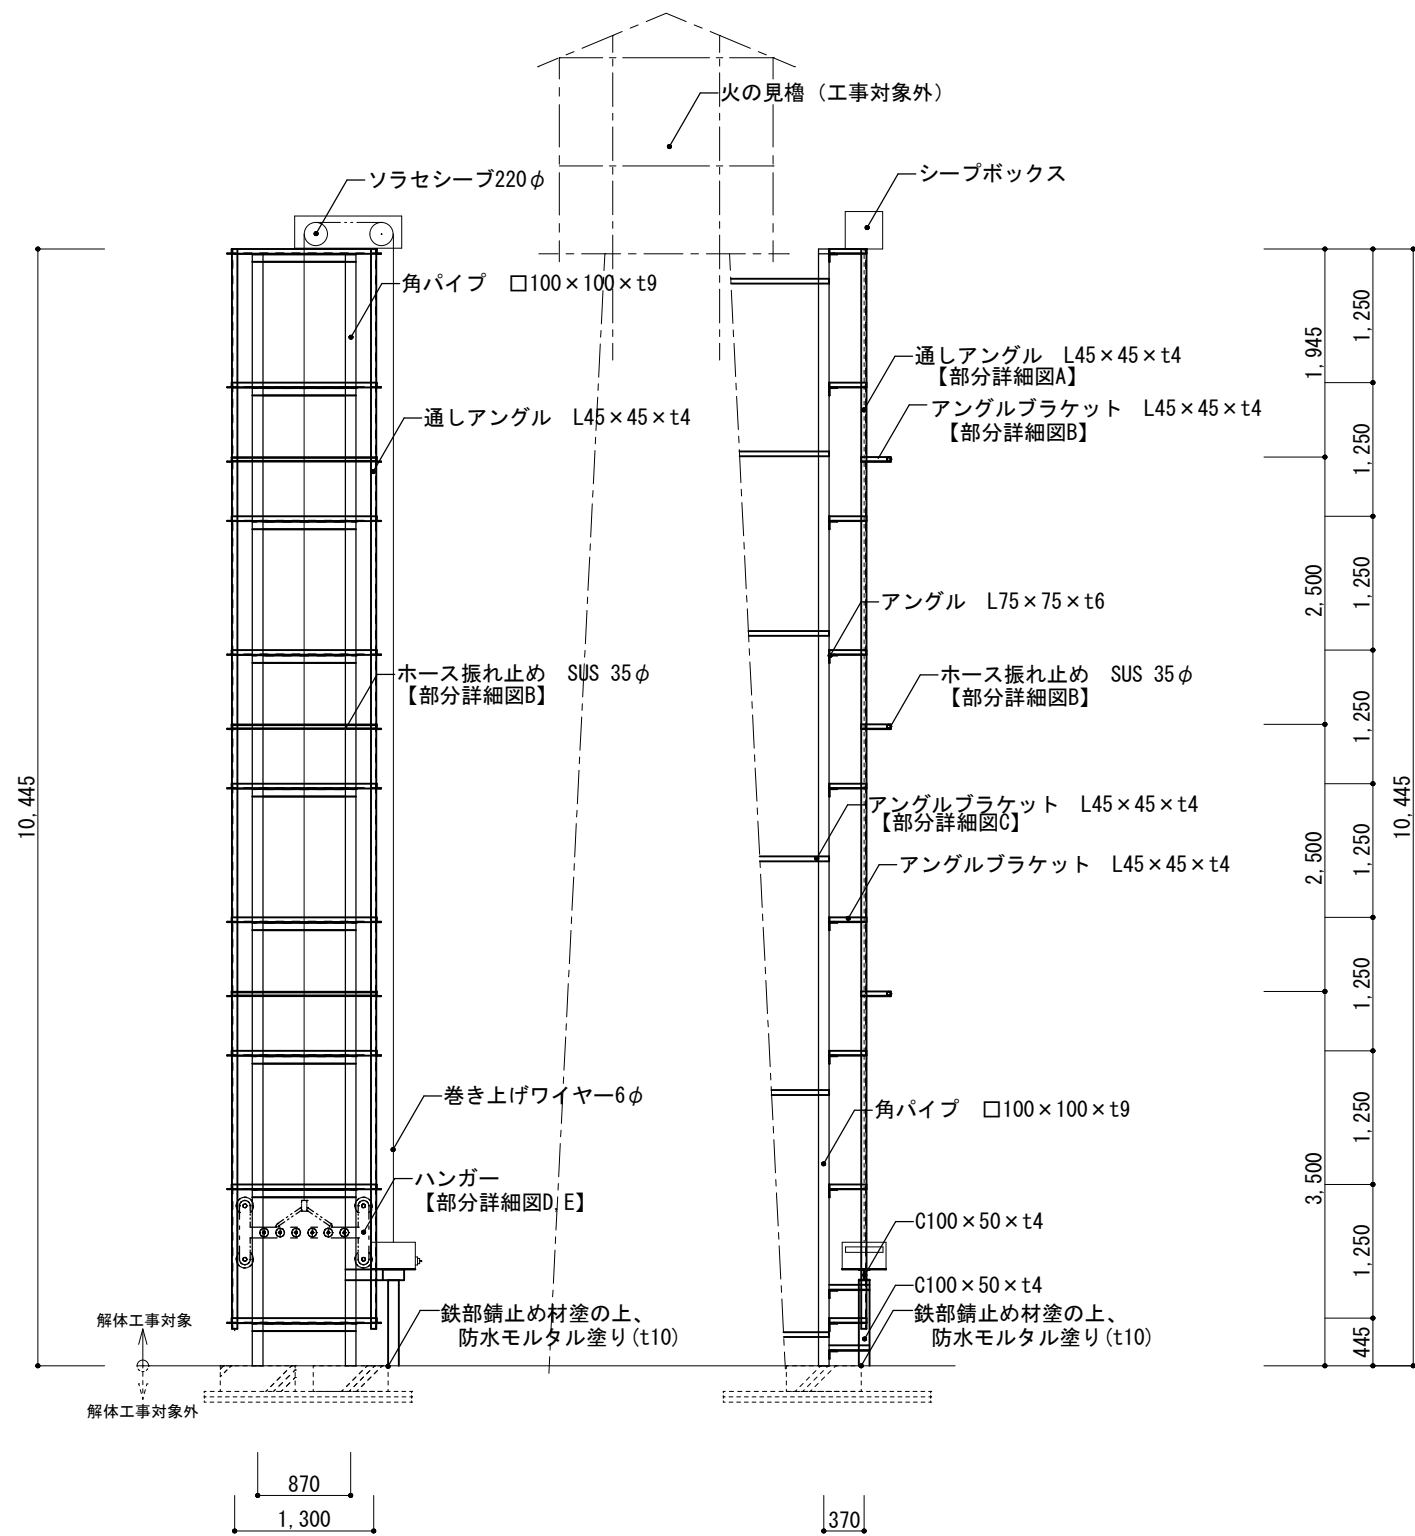 火の見櫓（工事対象外）
ソラセシーブ220φ
シープボックス
角パイプ　□100×100×t9
通しアングル　L45×45×t4
【部分詳細図A】
アングルブラケット　L45×45×t4
【部分詳細図B】
通しアングル　L45×45×t4
アングル　L75×75×t6
ホース振れ止め　SUS 35φ
【部分詳細図B】
ホース振れ止め　SUS 35φ
【部分詳細図B】
アングルブラケット　L45×45×t4
【部分詳細図C】
アングルブラケット　L45×45×t4
巻き上げワイヤー6φ
角パイプ　□100×100×t9
ハンガー
【部分詳細図D,E】
C100×50×t4
C100×50×t4
鉄部錆止め材塗の上、
防水モルタル塗り(t10)
鉄部錆止め材塗の上、
防水モルタル塗り(t10)
解体工事対象
解体工事対象外
10,445
1,945
2,500
2,500
3,500
1,250
1,250
1,250
1,250
1,250
1,250
1,250
1,250
445
10,445
870
1,300
370